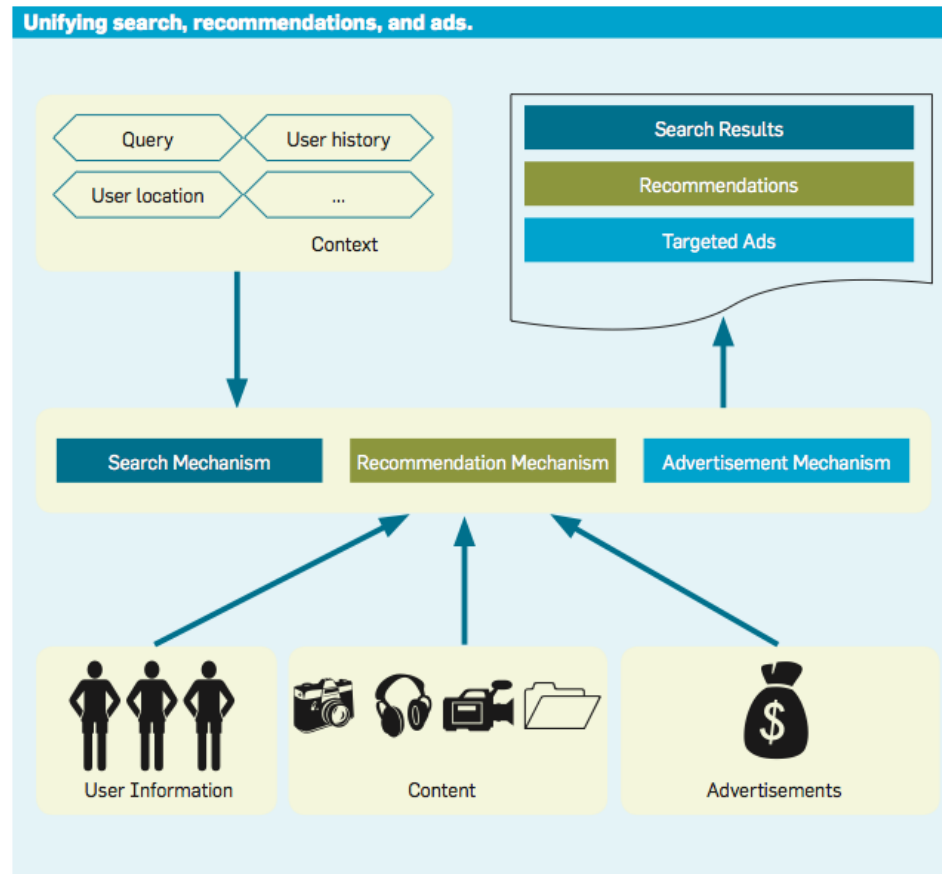 Unifying search, recommendations, and ads.
Query
User history
User location
...
Context
Search Results
Recommendations
Targeted Ads
Search Mechanism
Recommendation Mechanism
Advertisement Mechanism
$
User Information
Content
Advertisements